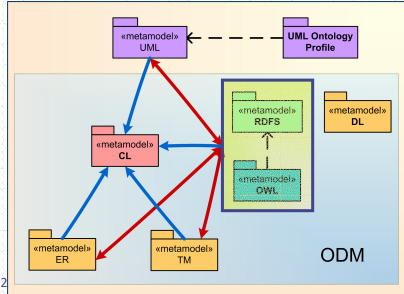 «metamodel»
UML
UML Ontology
Profile
«metamodel»
RDFS
«metamodel»
DL
«metamodel»
CL
«metamodel»
OWL
«metamodel»
ER
«metamodel»
TM
ODM
2